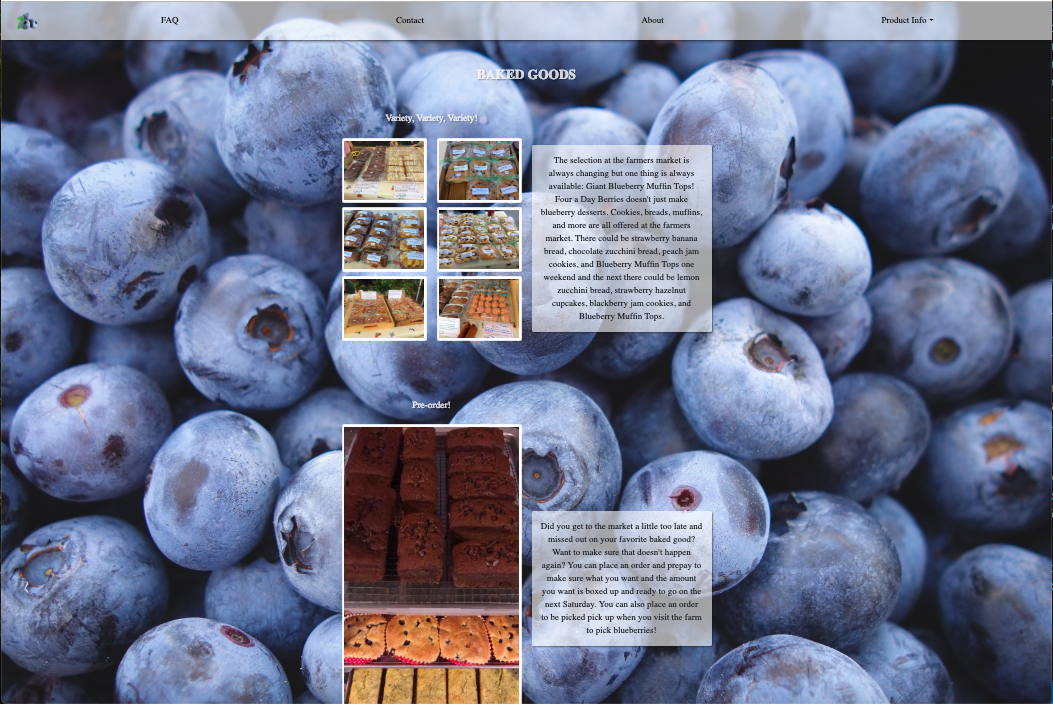 FAQ
Contact
About
Product Info
BAKED GOODS
Variety, Variety, Variety!
The selection at the farmers market is
always changing but one thing is always
available: Giant Blueberry Muffin Tops!
Four a Day Berries doesn't just make
blueberry desserts. Cookies, breads, muffins,
and more are all offered at the farmers
market. There could be strawberry banana
bread, chocolate zucchini bread, peach jam
cookies, and Blueberry Muffin Tops one
weekend and the next there could be lemon
zucchini bread, strawberry hazelnut
cupcakes, blackberry jam cookies, and
Blueberry Muffin Tops.
Pre-order!
Did you get to the market a little too late and
missed out on your favorite baked good?
Want to make sure that doesn't happen
again? You can place an order and prepay to
make sure what you want and the amount
you want is boxed up and ready to go on the
next Saturday. You can also place an order
to be picked pick up when you visit the farm
to pick blueberries!